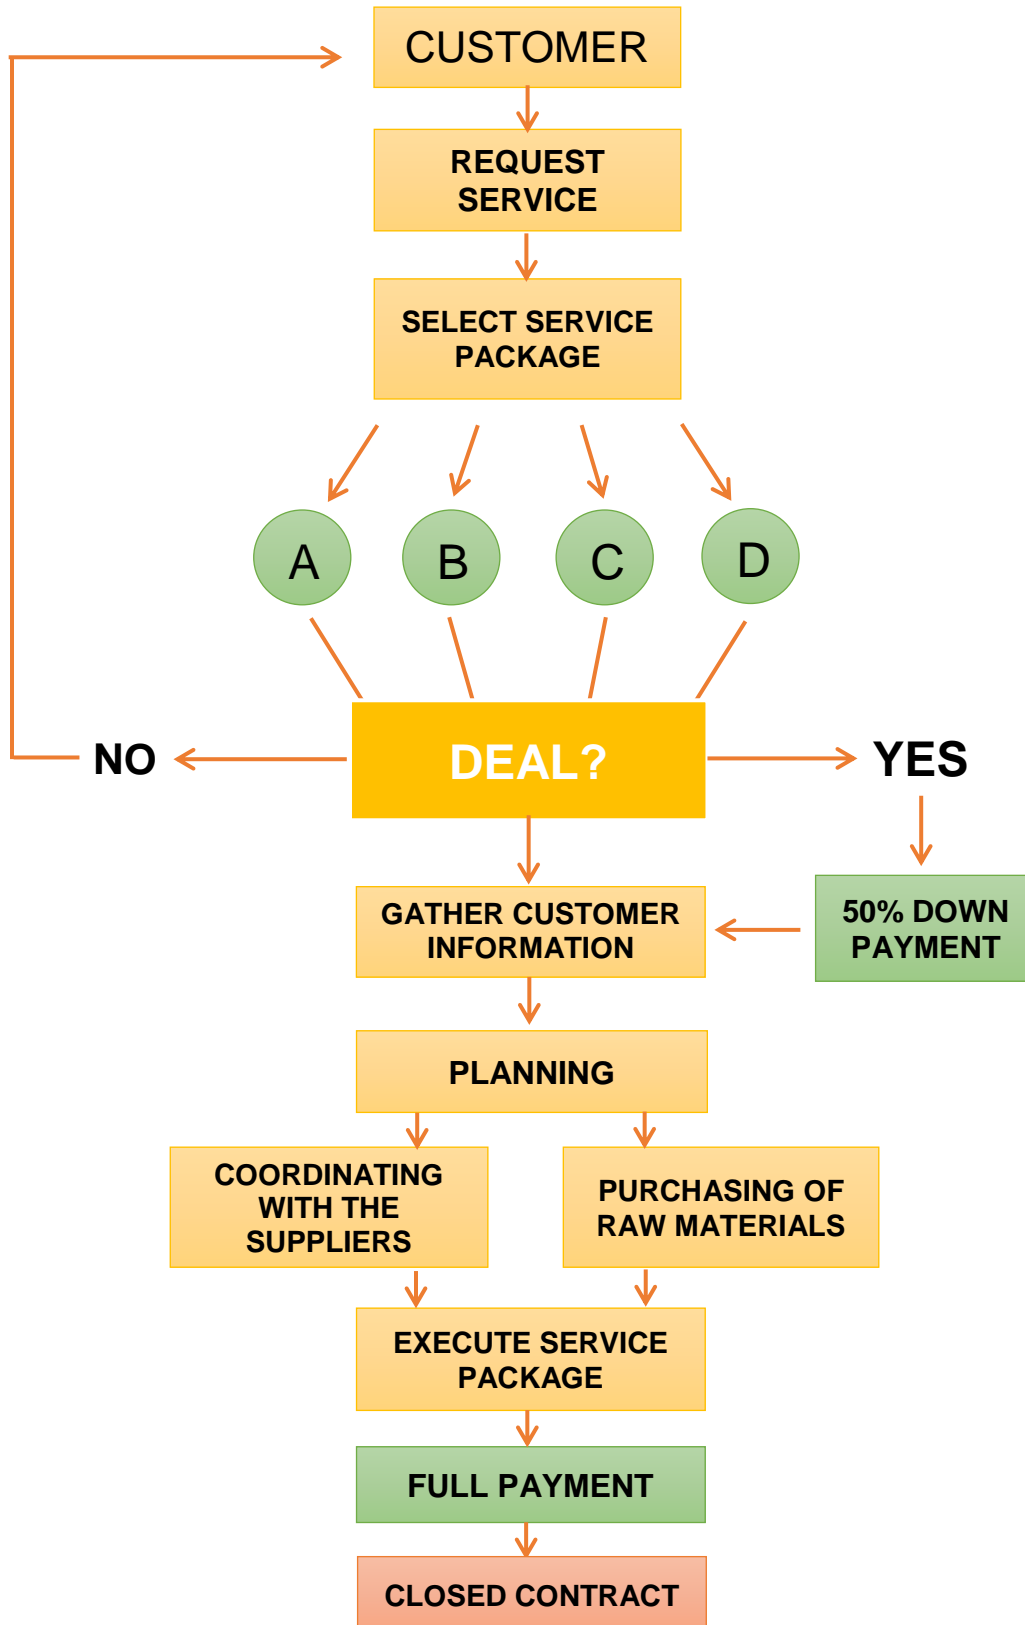 CUSTOMER
REQUEST
SERVICE
SELECT SERVICE
PACKAGE
A
B
C
D
NO
DEAL?
YES
GATHER CUSTOMER
INFORMATION
50% DOWN
PAYMENT
PLANNING
COORDINATING
WITH THE
SUPPLIERS
PURCHASING OF
RAW MATERIALS
EXECUTE SERVICE
PACKAGE
FULL PAYMENT
CLOSED CONTRACT